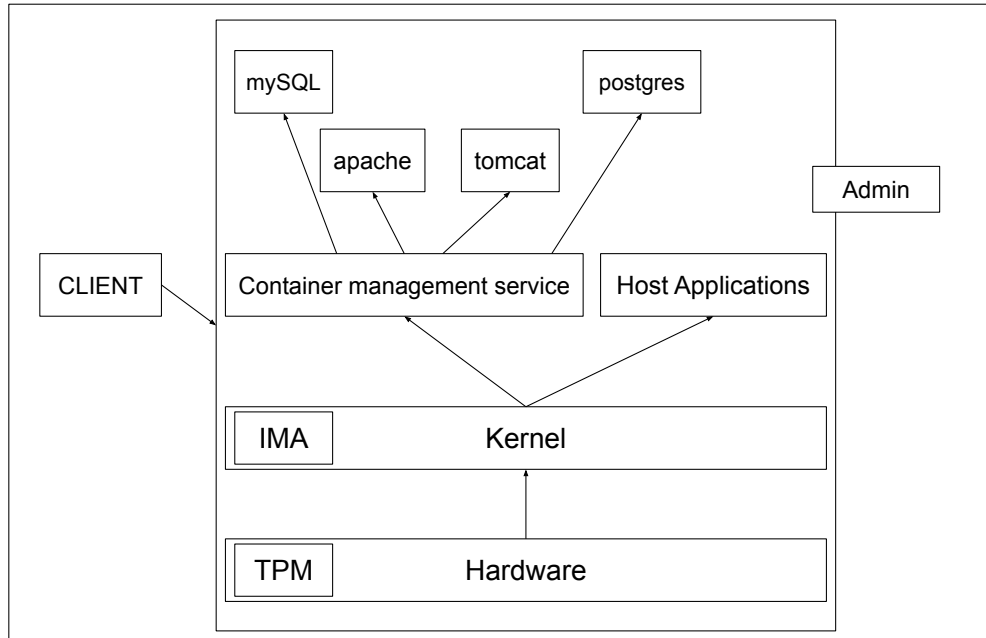 mySQL
postgres
apache
tomcat
Admin
CLIENT
Container management service
Host Applications
IMA
Kernel
TPM
Hardware